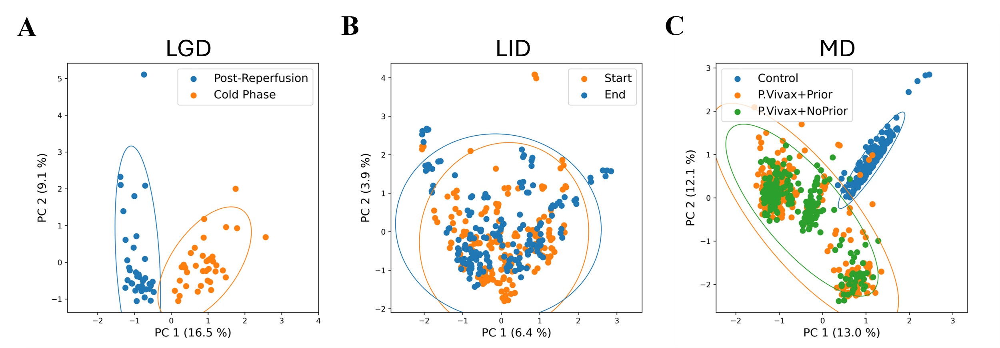 A
B
C
LGD
LID
MD
Post-Reperfusion
Cold Phase
5
4
3
2
1
0
−1
−2
−1
0
1
2
3
4
PC 2 (9.1 %)
PC 1 (16.5 %)
Start
End
4
3
2
1
0
−1
−2
−2
−1
0
1
2
3
PC 2 (3.9 %)
PC 1 (6.4 %)
Control
P.Vivax+Prior
P.Vivax+NoPrior
3
2
1
0
−1
−2
−2
−1
0
1
2
3
PC 2 (12.1 %)
PC 1 (13.0 %)